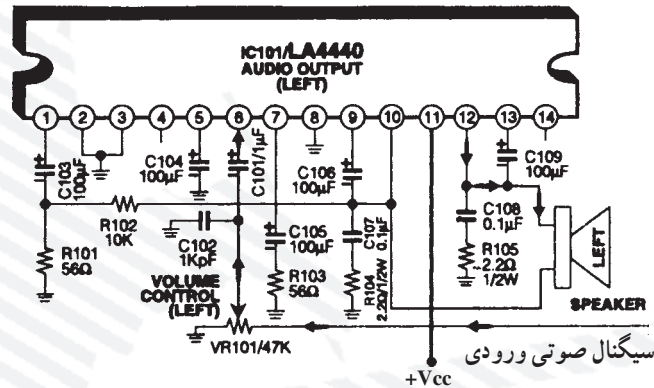 IC101/LA4440
AUDIO OUTPUT
(LEFT)
1 2 3 4 5 6 7 8 9 10 11 12 13 14
C103
100µF
C104
100µF
C101/1µF
C106
100µF
C109
100µF
R102
10K
C102
1KpF
C105
100µF
C107
0.1µF
C108
0.1µF
R101
56Ω
R103
56Ω
R104
2.2Ω/1/2W
R105
2.2Ω
1/2W
LEFT
SPEAKER
VOLUME
CONTROL
(LEFT)
VR101/47K
سیگنال صوتی ورودی
+Vcc